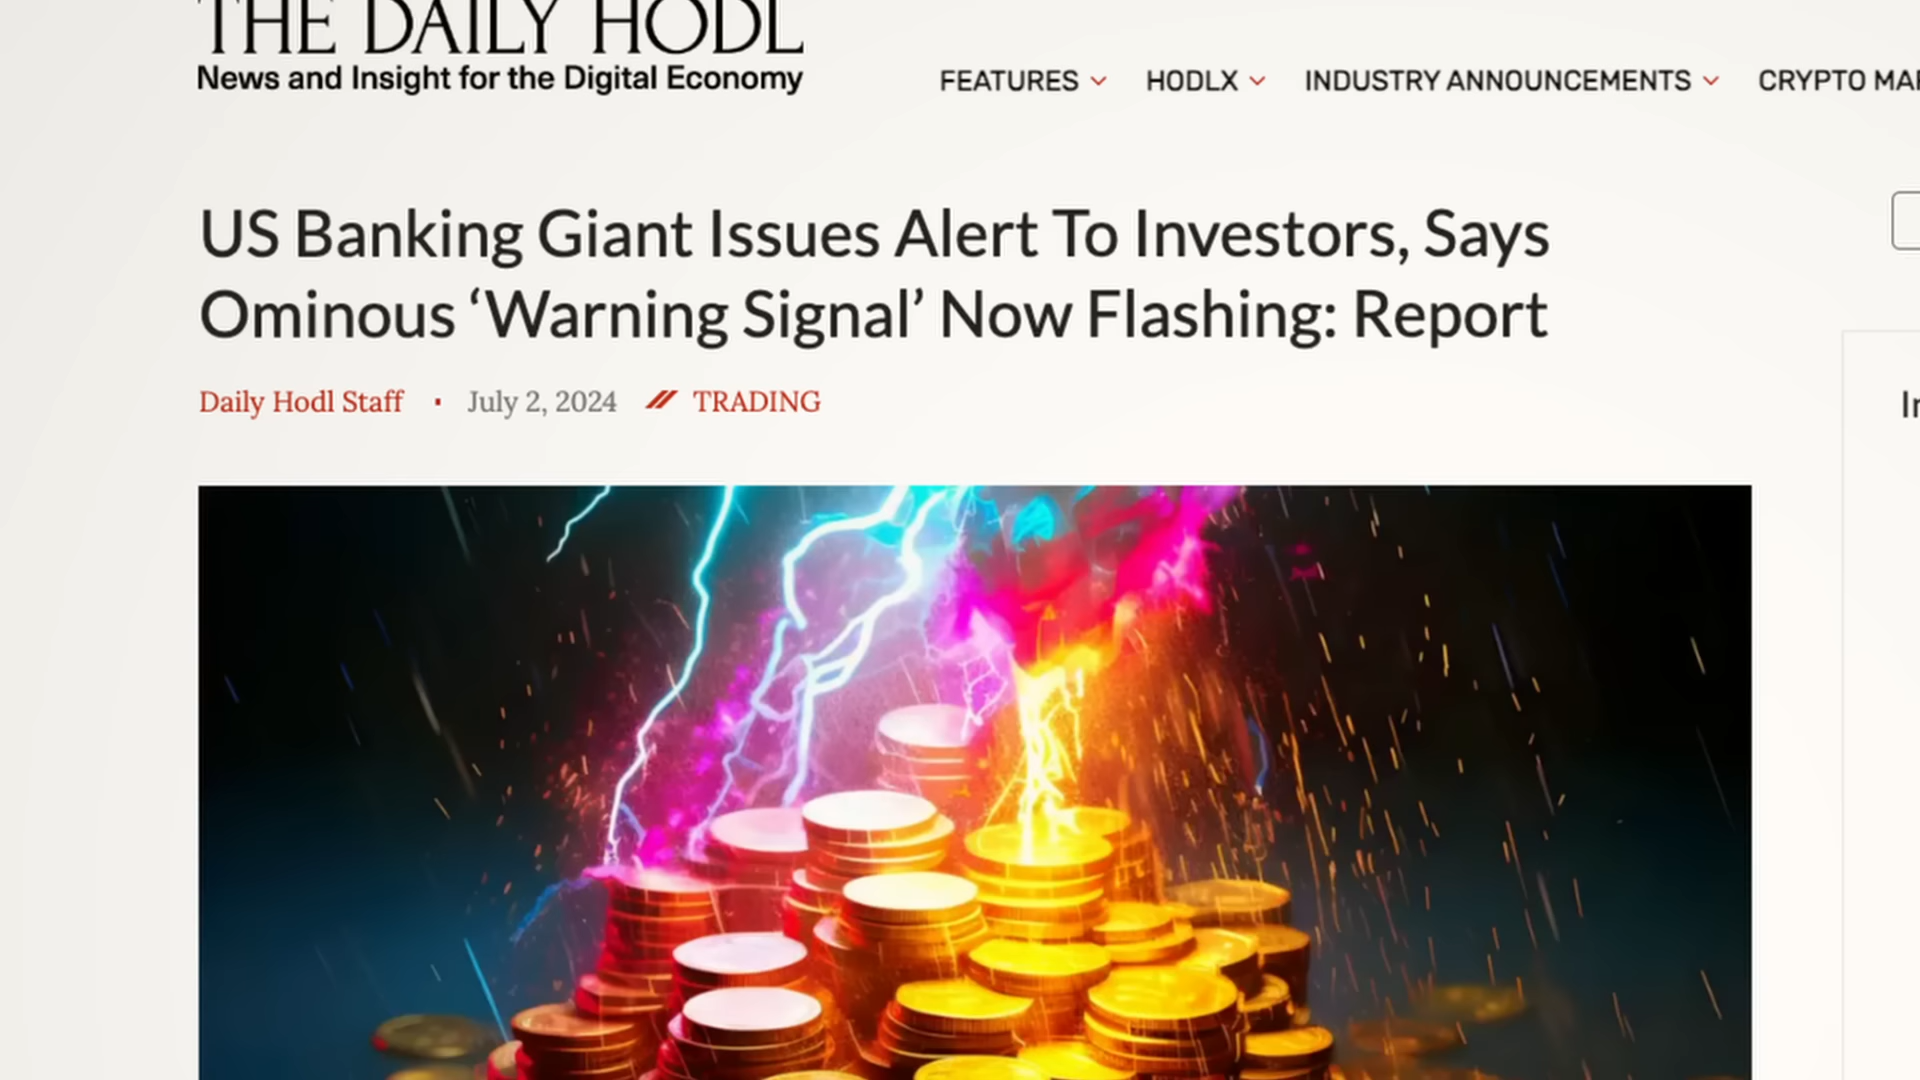 THE DAILY HODL
News and Insight for the Digital Economy
FEATURES HODLX INDUSTRY ANNOUNCEMENTS CRYPTO
US Banking Giant Issues Alert To Investors, Says
Ominous ‘Warning Signal’ Now Flashing: Report
Daily Hodl Staff · July 2, 2024 // TRADING